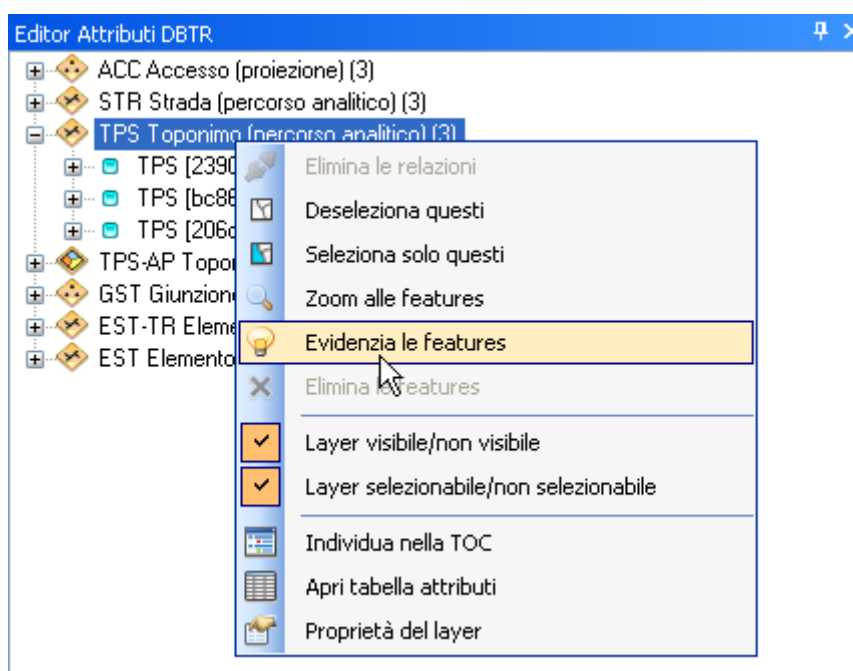 Editor Attributi DBTR
ACC Accesso (proiezione) (3)
STR Strada (percorso analitico) (3)
TPS Toponimo (percorso analitico) (3)
TPS [2390
TPS [bc86
TPS [206c
TPS-AP Topo
GST Giunzion
EST-TR Eleme
EST Elemento
Elimina le relazioni
Deseleziona questi
Seleziona solo questi
Zoom alle features
Evidenzia le features
Elimina le features
Layer visibile/non visibile
Layer selezionabile/non selezionabile
Individua nella TOC
Apri tabella attributi
Proprietà del layer